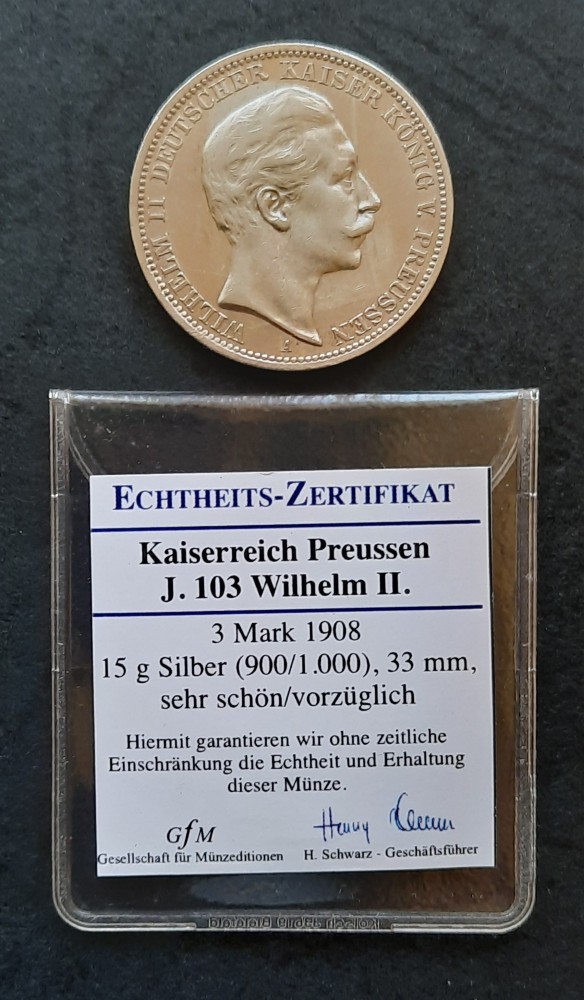 WILHELM II DEUTSCHER KAISER KÖNIG V. PREUSSEN
A
ECHTHEITS-ZERTIFIKAT
Kaiserreich Preussen
J. 103 Wilhelm II.
3 Mark 1908
15 g Silber (900/1.000), 33 mm,
sehr schön/vorzüglich
Hiermit garantieren wir ohne zeitliche
Einschränkung die Echtheit und Erhaltung
dieser Münze.
GfM
Gesellschaft für Münzeditionen
H. Schwarz - Geschäftsführer